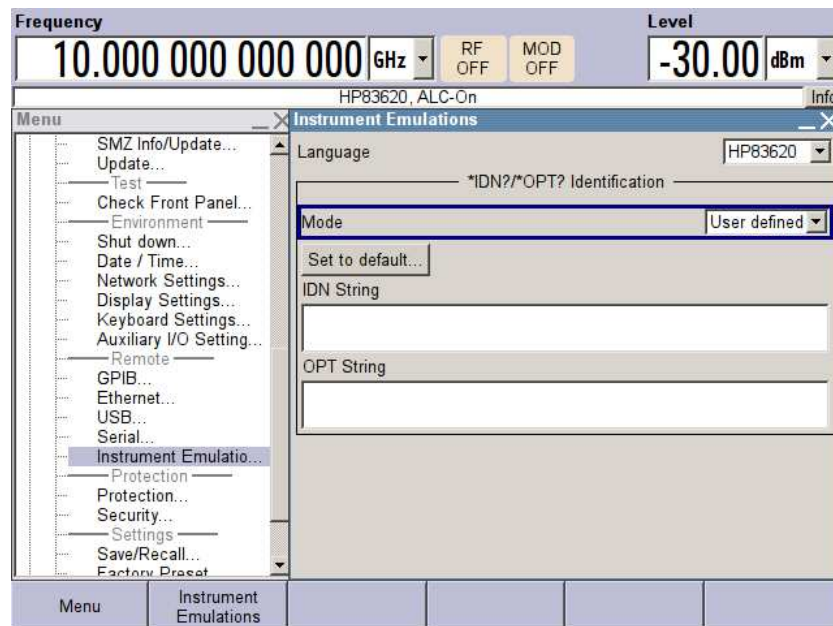 Frequency
Level
10.000 000 000 000 GHz
RF OFF
MOD OFF
-30.00 dBm
HP83620, ALC-On
Info
Menu
SMZ Info/Update...
Update...
Test
Check Front Panel...
Environment
Shut down...
Date / Time...
Network Settings...
Display Settings...
Keyboard Settings...
Auxiliary I/O Setting...
Remote
GPIB...
Ethernet...
USB...
Serial...
Instrument Emulatio...
Protection
Protection...
Security...
Settings
Save/Recall...
Factory Preset
Instrument Emulations
Language
HP83620
*IDN?/*OPT? Identification
Mode
User defined
Set to default...
IDN String
OPT String
Menu
Instrument Emulations